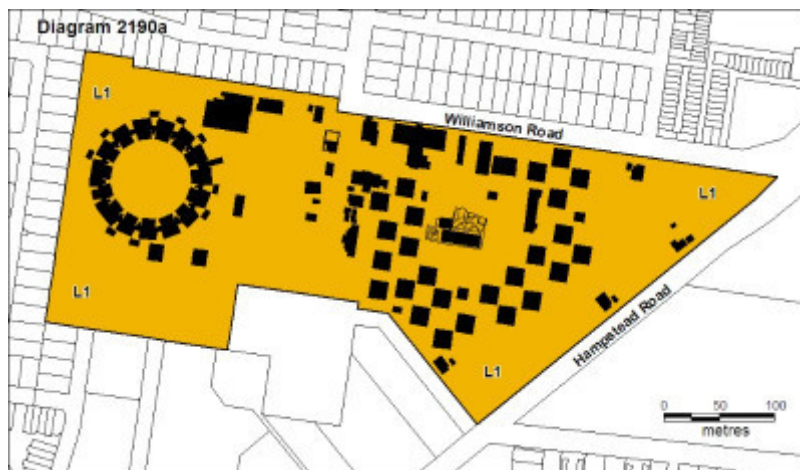 Diagram 2190a
L1
Williamson Road
L1
L1
Hampstead Road
L1
0 50 100
metres